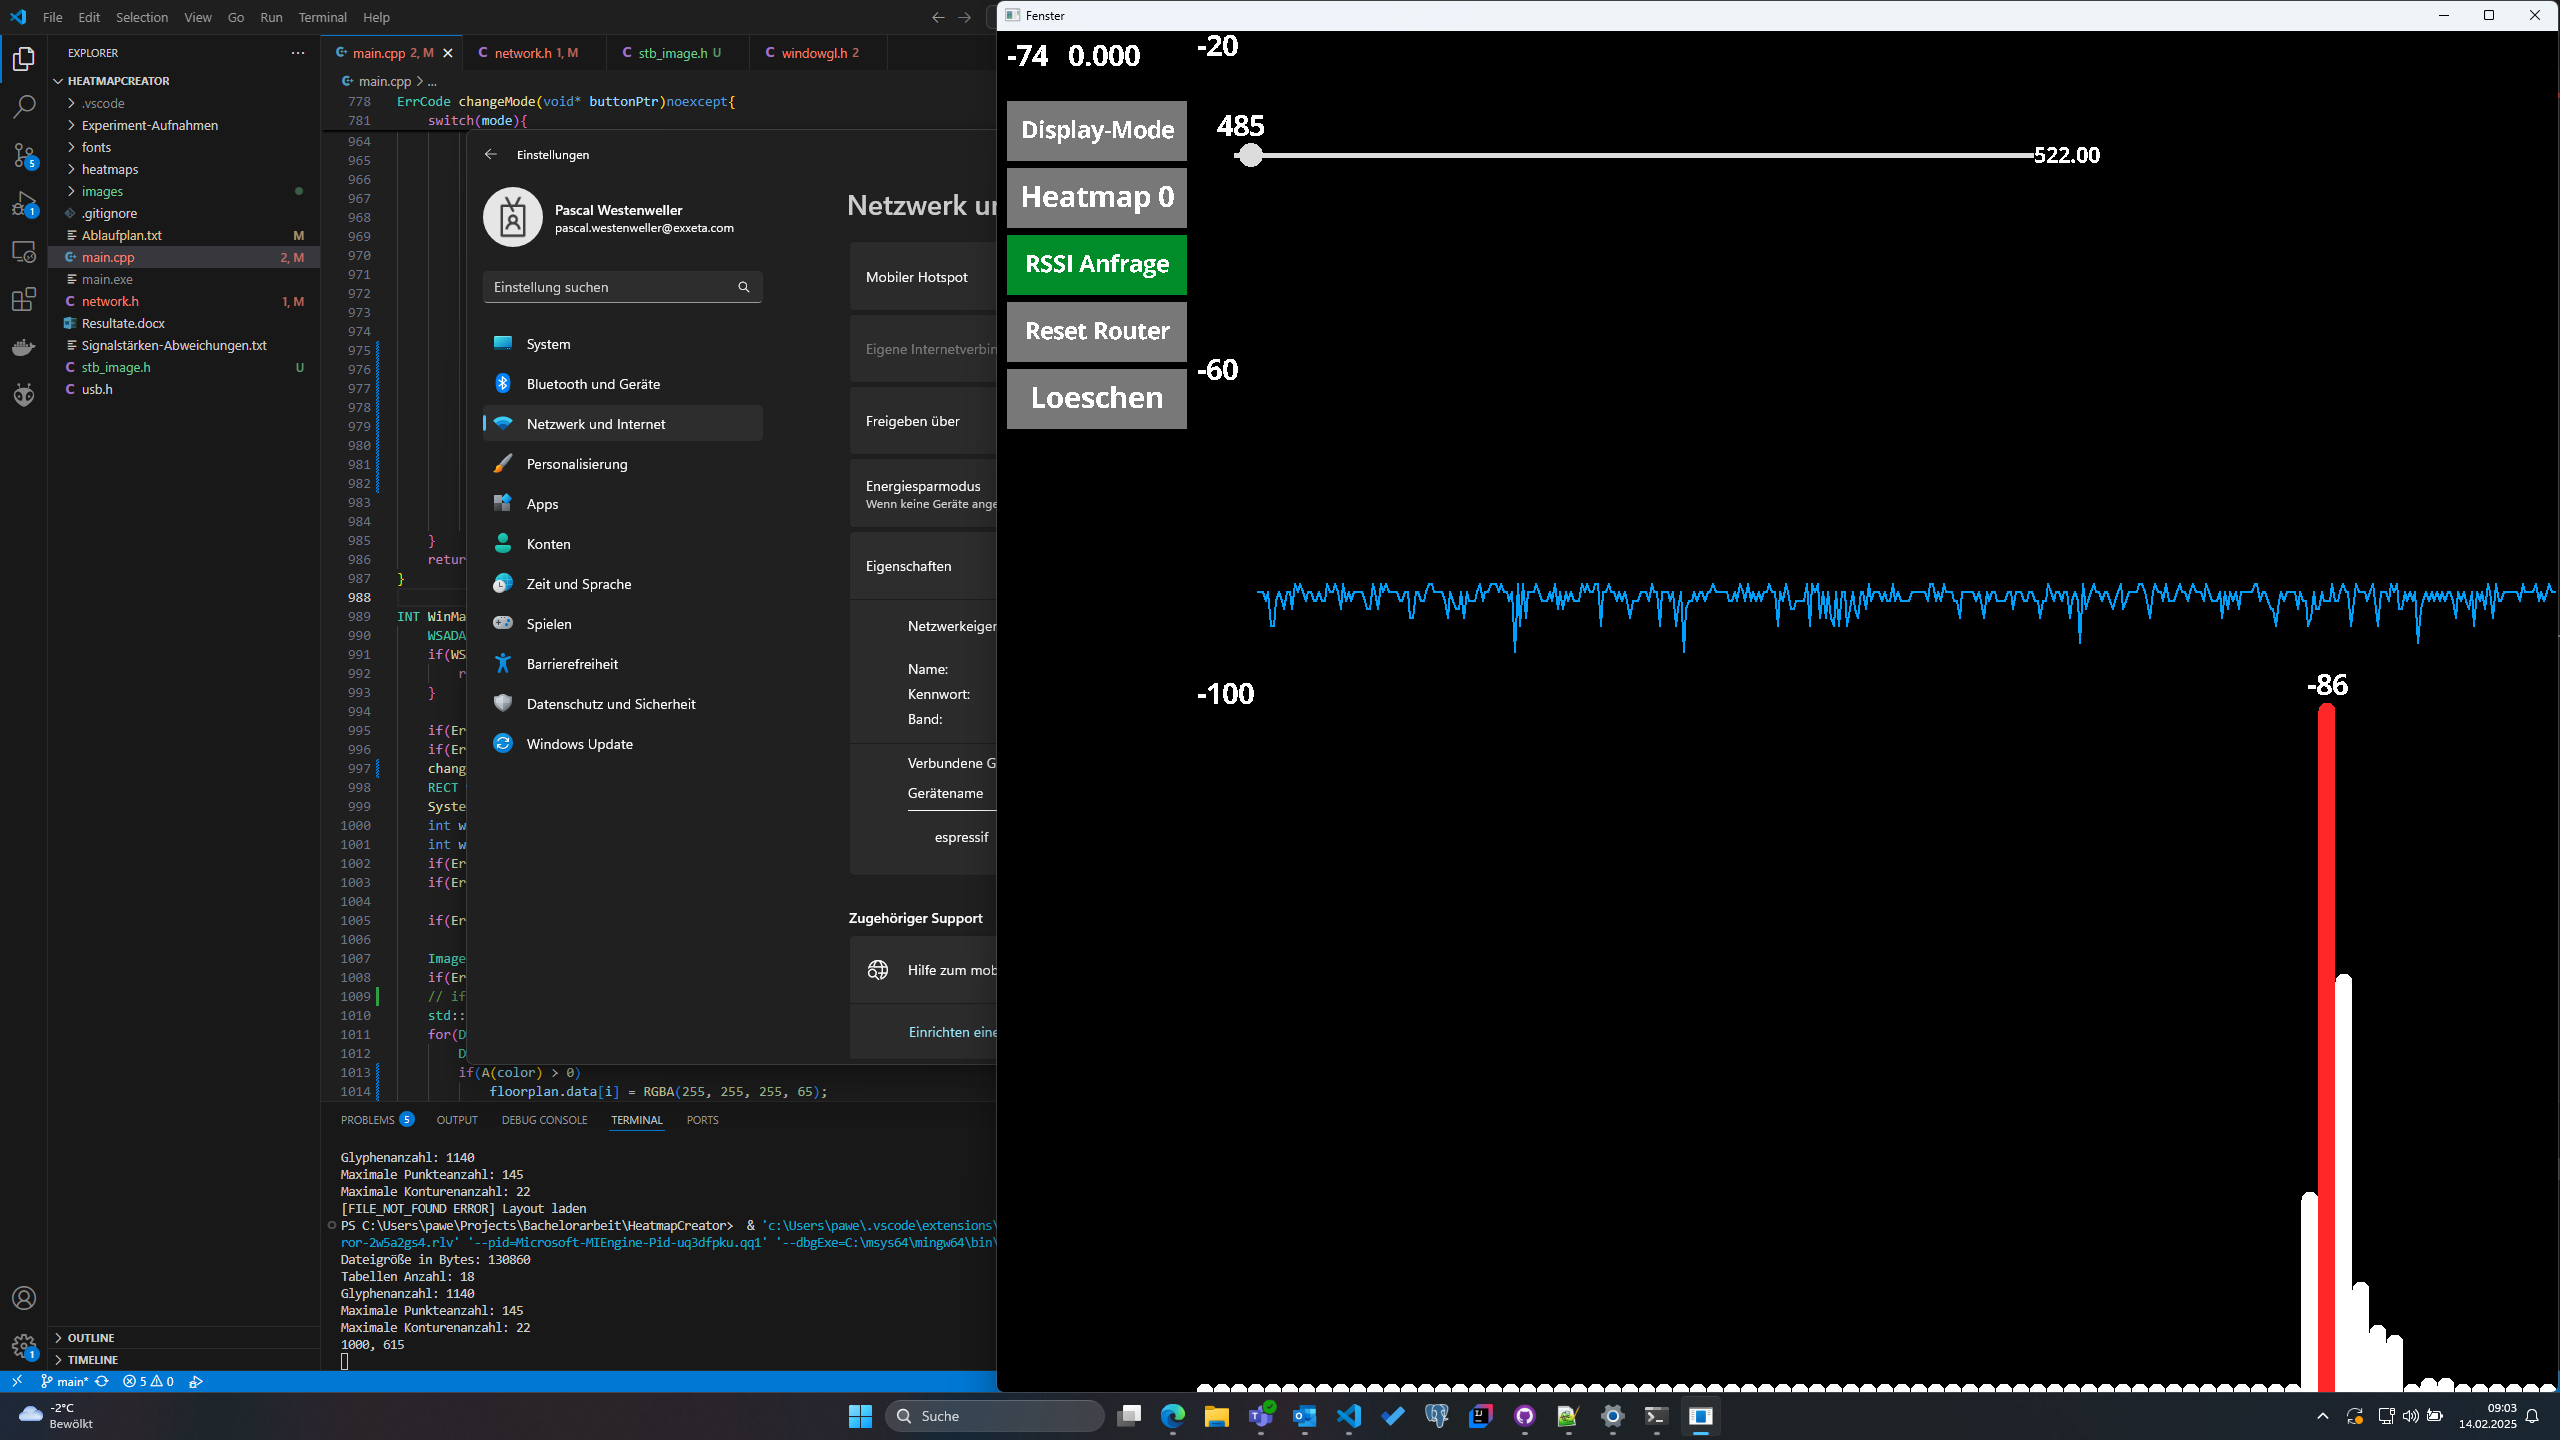 File Edit Selection View Go Run Terminal Help
EXPLORER
HEATMAPCREATOR
.vscode
Experiment-Aufnahmen
fonts
heatmaps
images
.gitignore
Ablaufplan.txt M
main.cpp 2, M
main.exe
network.h 1, M
Resultate.docx
Signalstärken-Abweichungen.txt
stb_image.h U
usb.h
OUTLINE
TIMELINE
main.cpp 2, M
network.h 1, M
stb_image.h U
windowgl.h 2
main.cpp > ...
778 ErrCode changeMode(void* buttonPtr)noexcept{
781 switch(mode){
964
965
966
967
968
969
970
971
972
973
974
975
976
977
978
979
980
981
982
983
984
985 }
986 retur
987 }
988
989 INT WinMa
990 WSADA
991 if(WS
992 r
993 }
994
995 if(Er
996 if(Er
997 chang
998 RECT
999 Syste
1000 int w
1001 int w
1002 if(Er
1003 if(Er
1004
1005 if(Er
1006
1007 Image
1008 if(Er
1009 // if
1010 std::
1011 for(D
1012 D
1013 if(A(color) > 0)
1014 floorplan.data[i] = RGBA(255, 255, 255, 65);
Einstellungen
Pascal Westenweller
pascal.westenweller@exxeta.com
Einstellung suchen
System
Bluetooth und Geräte
Netzwerk und Internet
Personalisierung
Apps
Konten
Zeit und Sprache
Spielen
Barrierefreiheit
Datenschutz und Sicherheit
Windows Update
Netzwerk un
Mobiler Hotspot
Eigene Internetverbin
Freigeben über
Energiesparmodus
Wenn keine Geräte ange
Eigenschaften
Netzwerkeiger
Name:
Kennwort:
Band:
Verbundene G
Gerätename
espressif
Zugehöriger Support
Hilfe zum mob
Einrichten eine
PROBLEMS 5 OUTPUT DEBUG CONSOLE TERMINAL PORTS
Glyphenanzahl: 1140
Maximale Punkteanzahl: 145
Maximale Konturenanzahl: 22
[FILE_NOT_FOUND ERROR] Layout laden
PS C:\Users\pawe\Projects\Bachelorarbeit\HeatmapCreator> & 'c:\Users\pawe\.vscode\extensions\
ror-2w5a2gs4.rlv' '--pid=Microsoft-MIEngine-Pid-uq3dfpku.qq1' '--dbgExe=C:\msys64\mingw64\bin\
Dateigröße in Bytes: 130860
Tabellen Anzahl: 18
Glyphenanzahl: 1140
Maximale Punkteanzahl: 145
Maximale Konturenanzahl: 22
1000, 615
main* 5 0
Fenster
-74 0.000
Display-Mode
Heatmap 0
RSSI Anfrage
Reset Router
Loeschen
-20
485
522.00
-60
-100
-86
5
1
1
-2°C
Bewölkt
Suche
09:03
14.02.2025